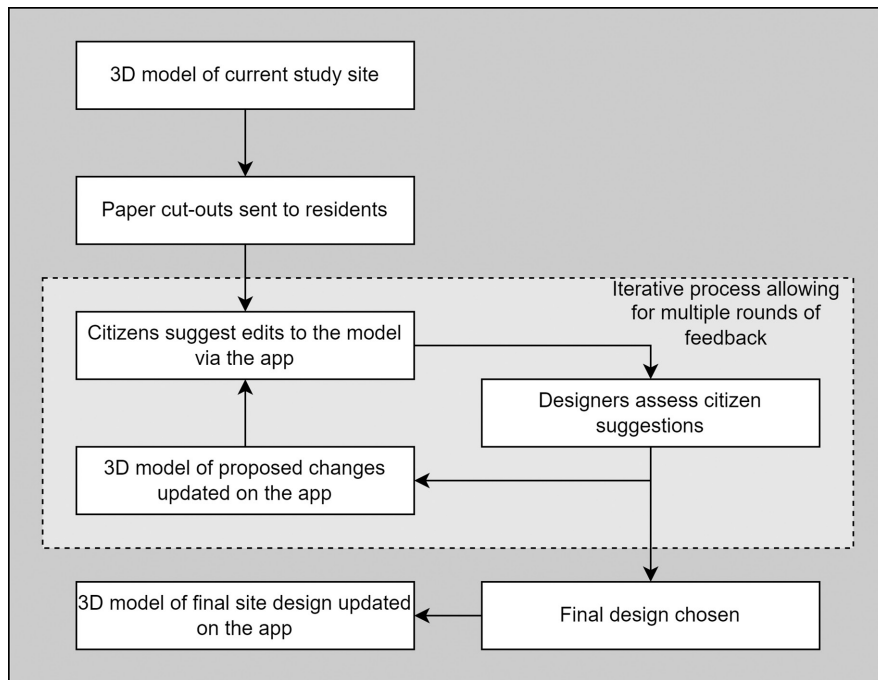 3D model of current study site
Paper cut-outs sent to residents
Iterative process allowing
for multiple rounds of
feedback
Citizens suggest edits to the model
via the app
Designers assess citizen
suggestions
3D model of proposed changes
updated on the app
3D model of final site design updated
on the app
Final design chosen